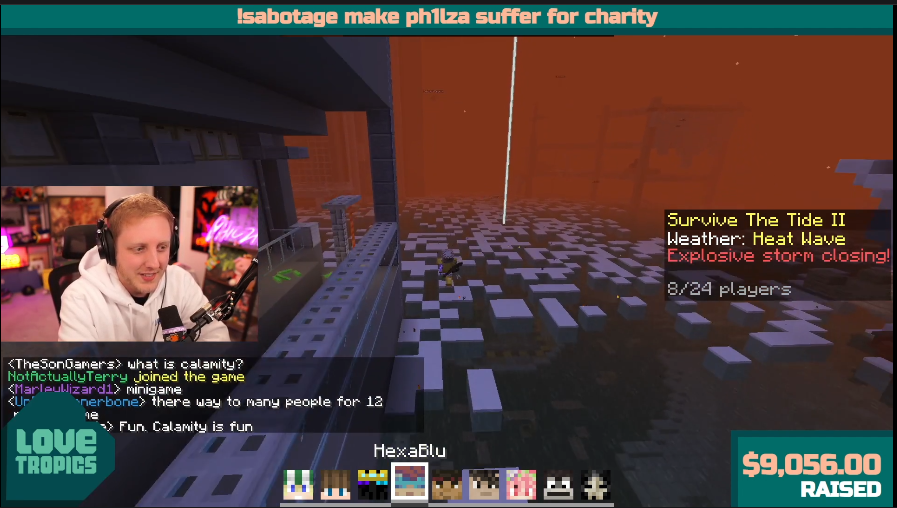 !sabotage make ph1lza suffer for charity
Survive The Tide II
Weather: Heat Wave
Explosive storm closing!
8/24 players
<TheSonGamers> what is calamity?
NotActuallyTerry joined the game
<MarleyWizard1> minigame
there way to many people for 12
> Fun. Calamity is fun
LOVE
TROPICS
HexaBlu
$9,056.00
RAISED